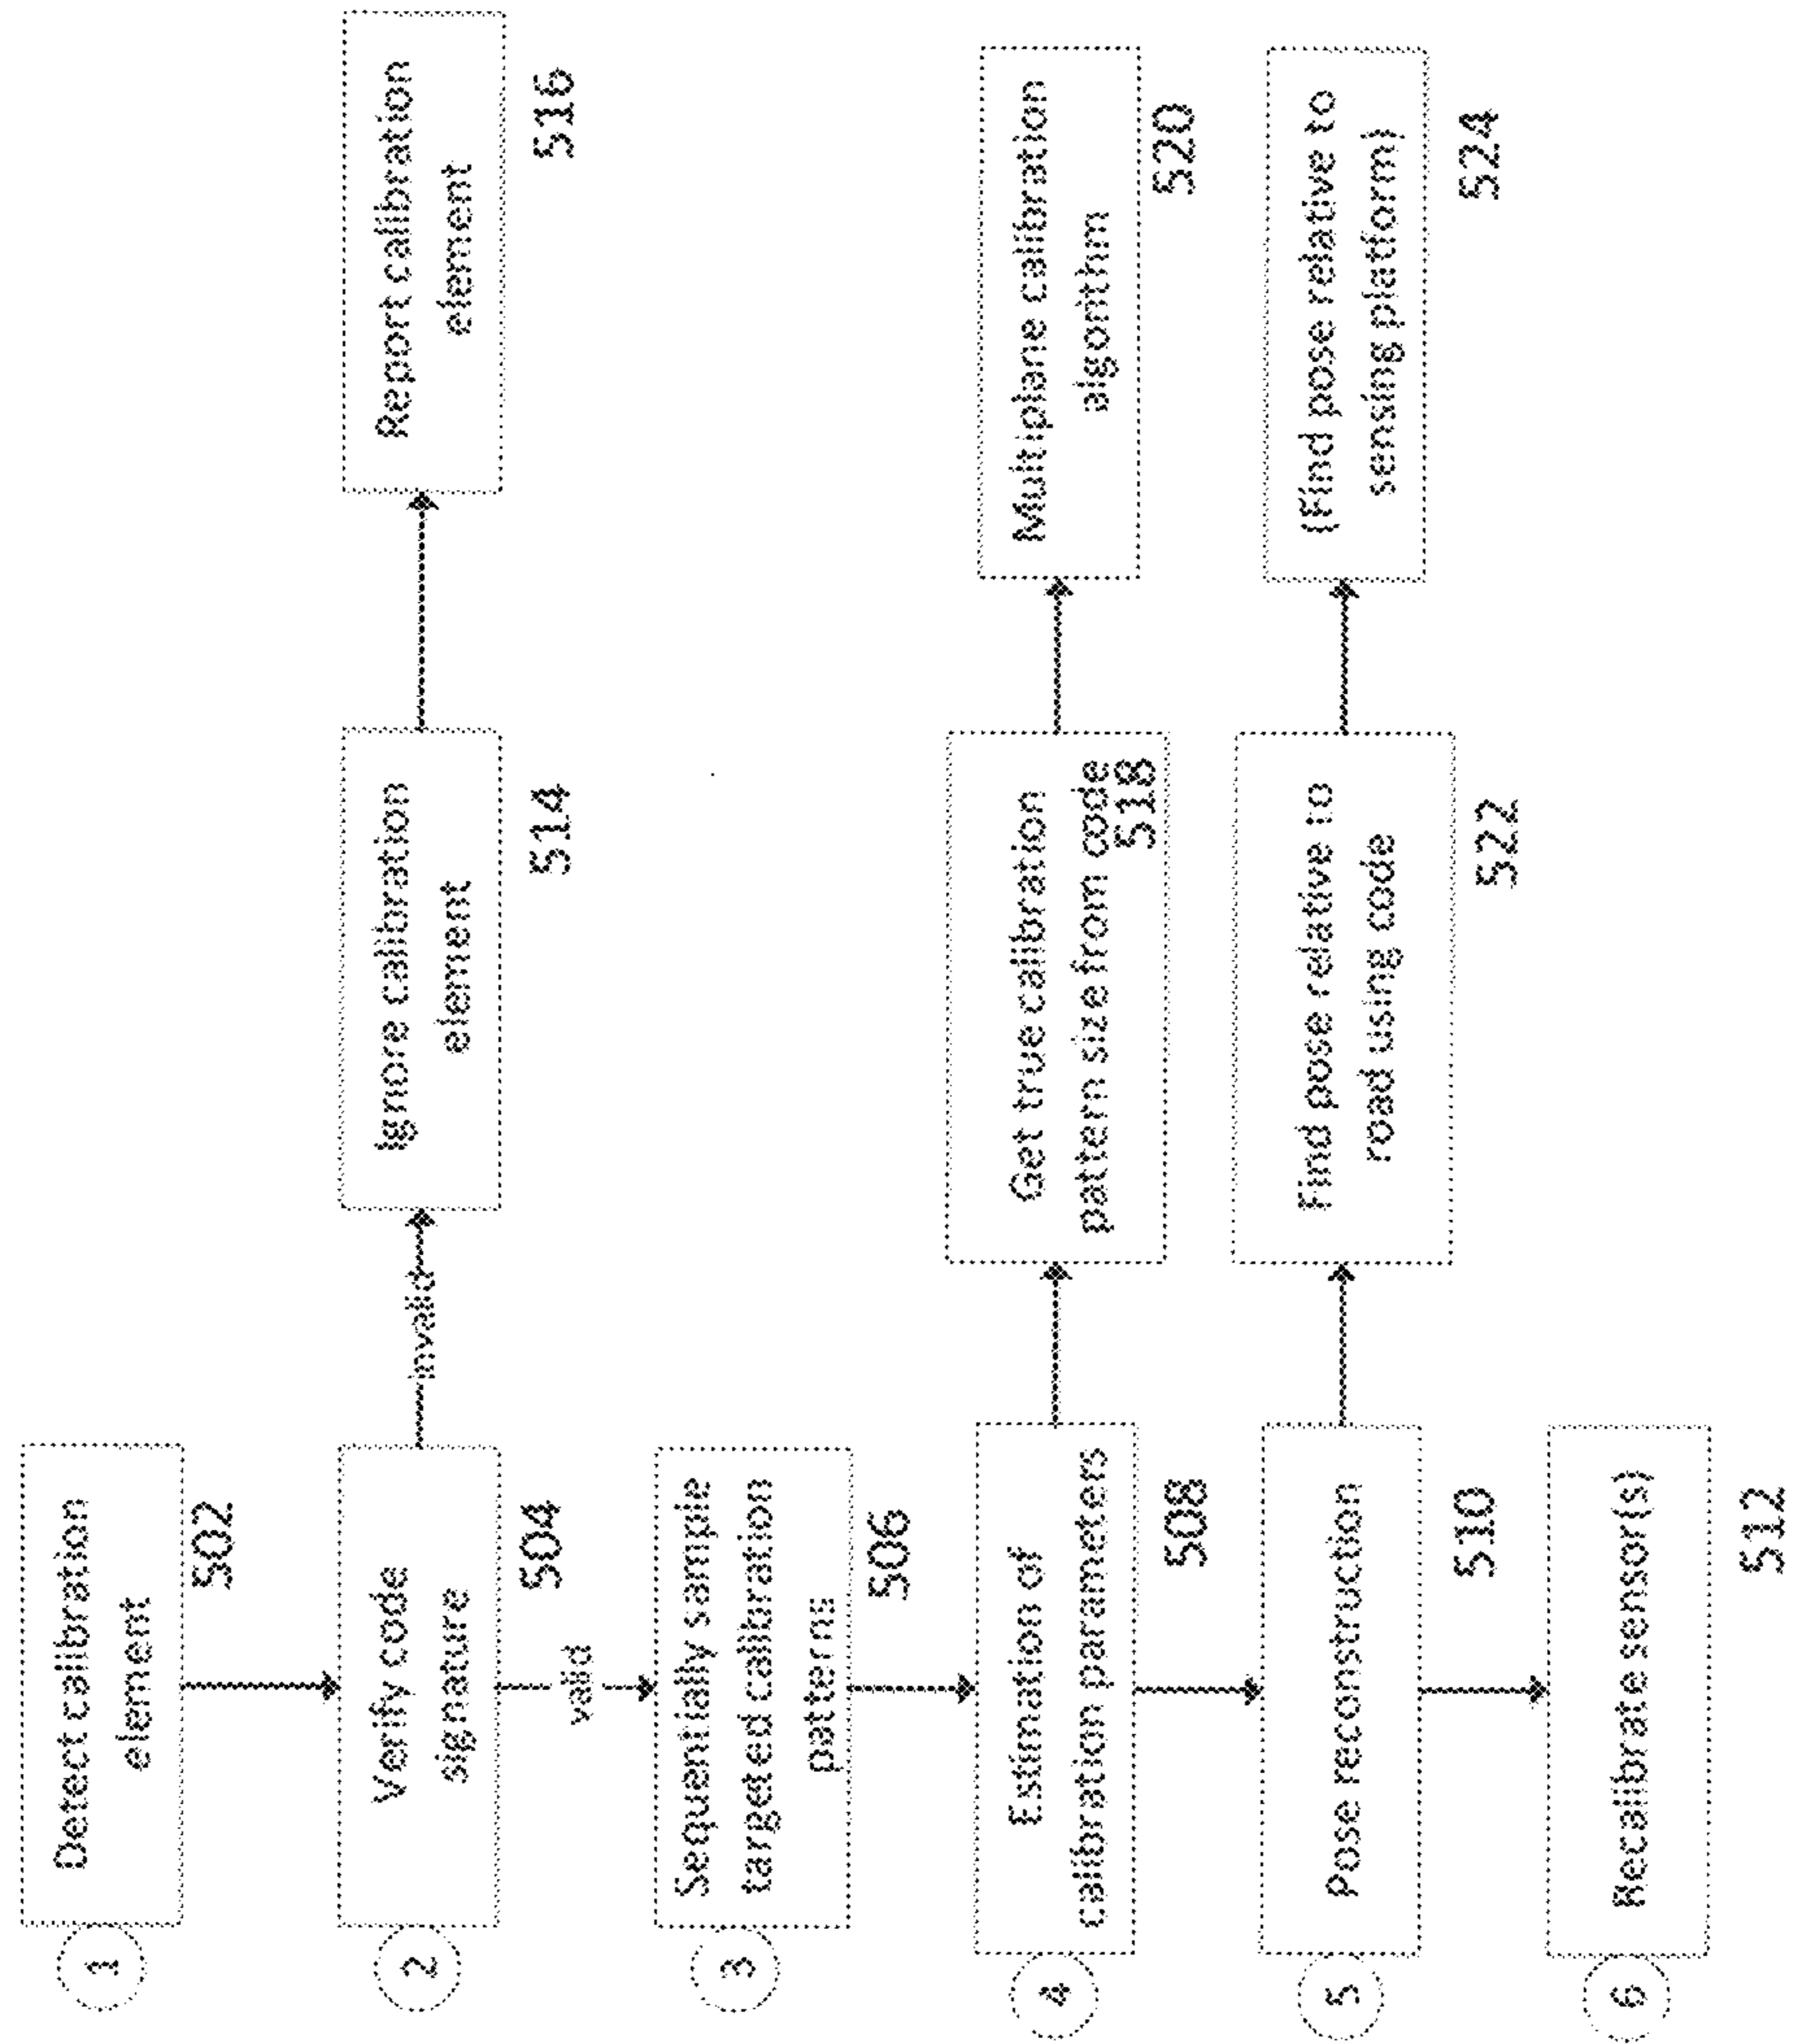 1
Detect calibration
element
502
2
Verify code
signature
504
invalid
Ignore calibration
element
514
Report calibration
element
516
valid
3
Sequentially sample
targeted calibration
patterns
506
4
Estimation of
calibration parameters
508
Get true calibration
pattern size from code
518
Multiplane calibration
algorithm
520
5
Pose reconstruction
510
Find pose relative to
road using code
522
(Find pose relative to
sensing platform)
524
6
Recalibrate sensor(s)
512